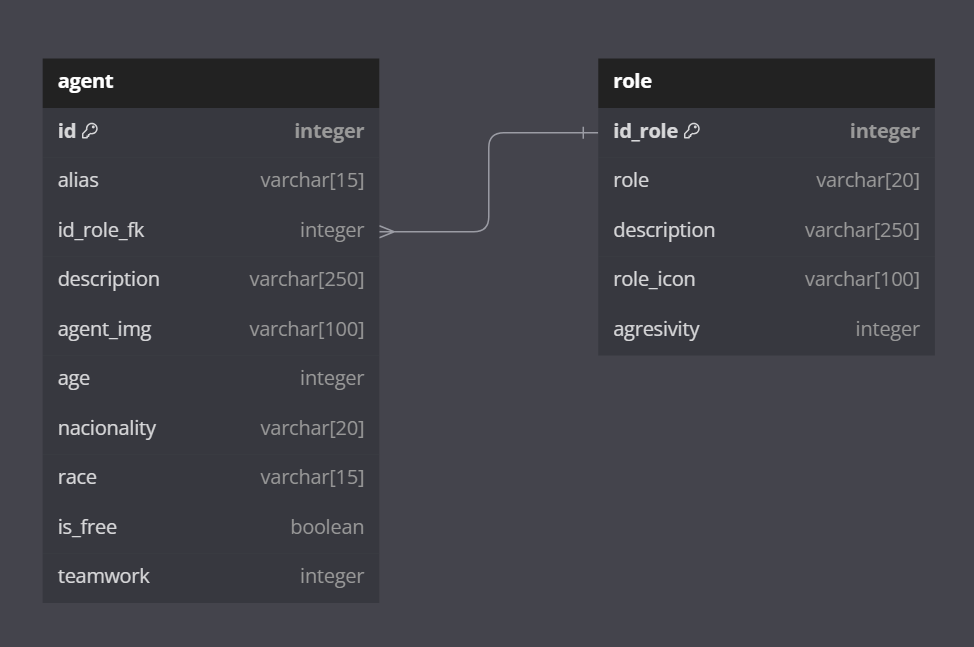 agent
id integer
alias varchar[15]
id_role_fk integer
description varchar[250]
agent_img varchar[100]
age integer
nacionality varchar[20]
race varchar[15]
is_free boolean
teamwork integer
role
id_role integer
role varchar[20]
description varchar[250]
role_icon varchar[100]
agresivity integer